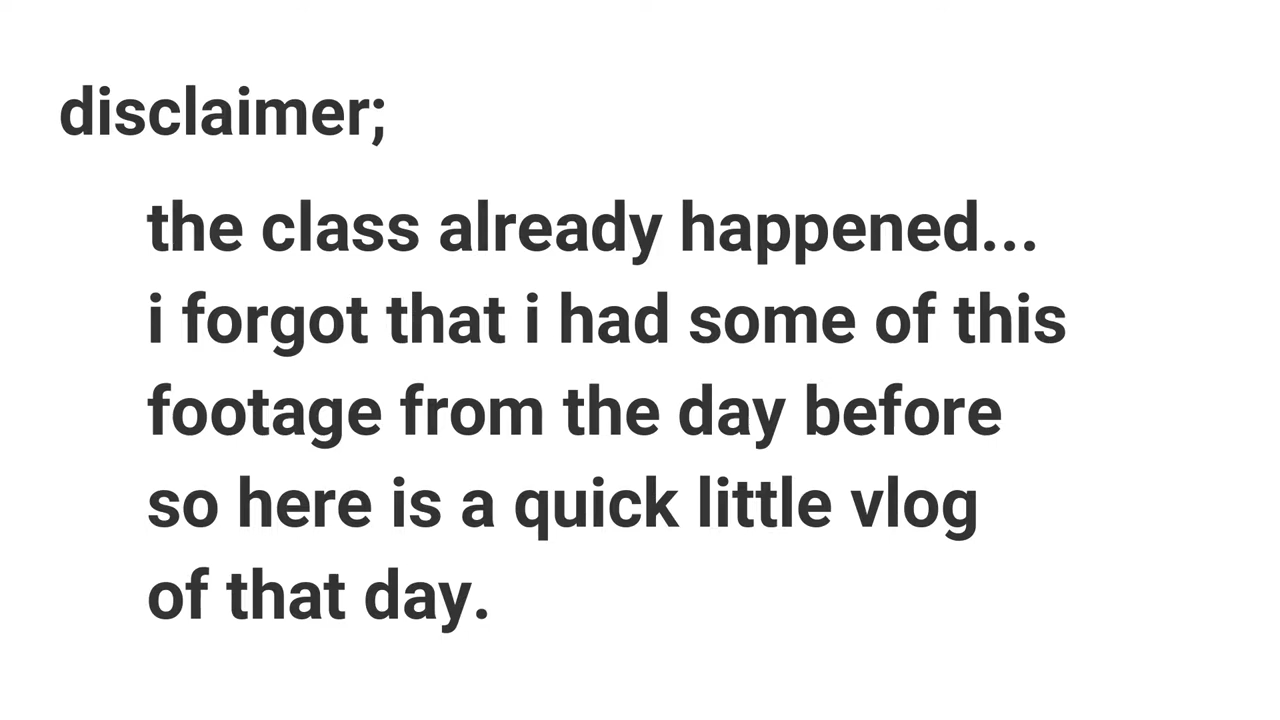 disclaimer;
the class already happened...
i forgot that i had some of this
footage from the day before
so here is a quick little vlog
of that day.